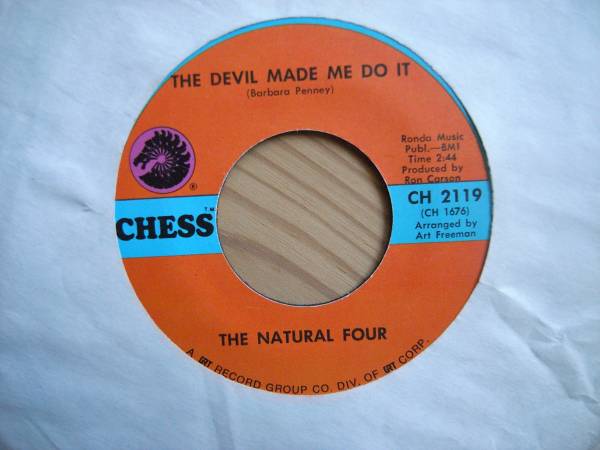 THE DEVIL MADE ME DO IT
(Barbara Penney)
Ronda Music
Publ.—BMI
Time 2:44
Produced by
Ron Carson
®
CHESS™
CH 2119
(CH 1676)
Arranged by
Art Freeman
THE NATURAL FOUR
A GRT RECORD GROUP CO. DIV. OF GRT CORP.